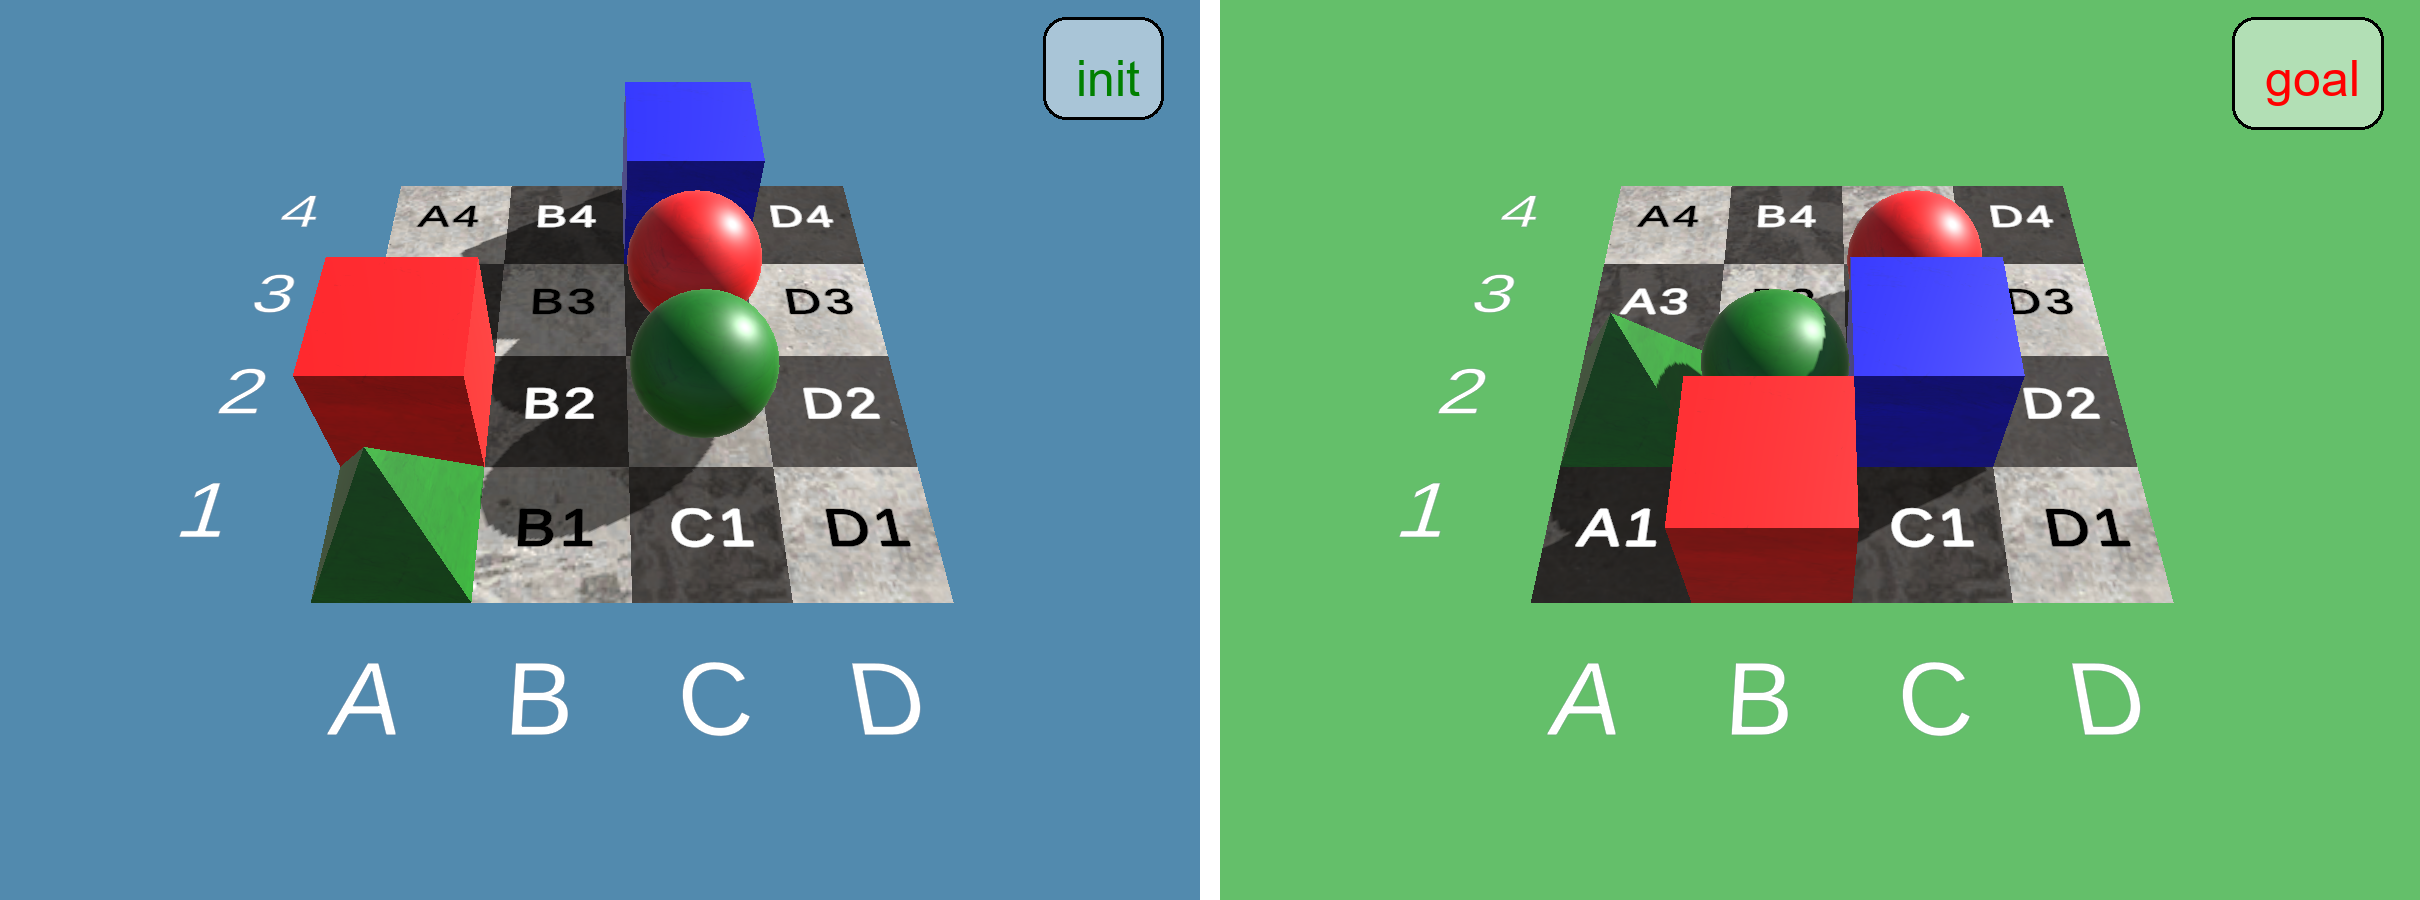 init
4 A4 B4 D4
3 B3 D3
2 B2 D2
1 B1 C1 D1
A B C D
goal
4 A4 B4 D4
3 A3 D3
2 D2
1 A1 C1 D1
A B C D